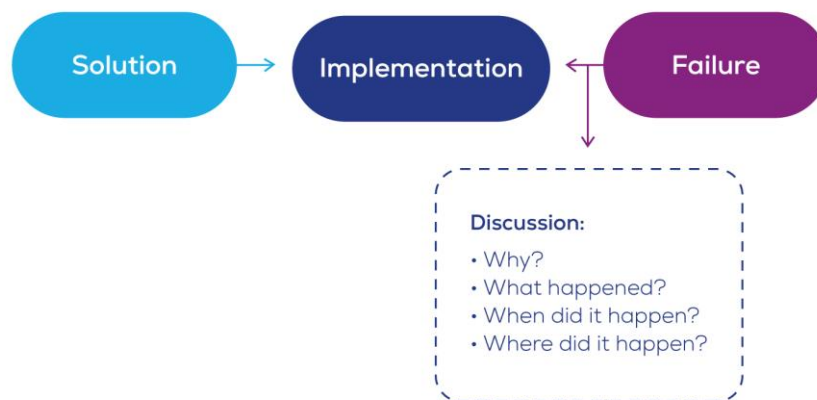 Solution
Implementation
Failure
Discussion:
• Why?
• What happened?
• When did it happen?
• Where did it happen?